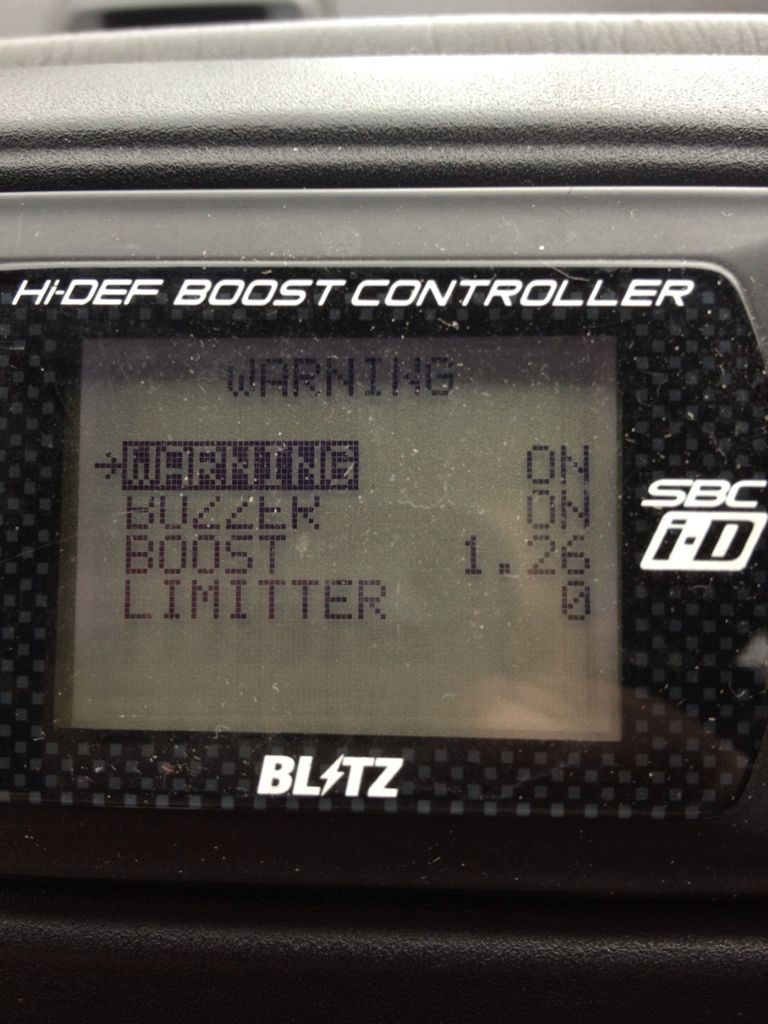 Hi-DEF BOOST CONTROLLER
WARNING
→WARNING ON
BUZZER ON
BOOST 1.26
LIMITTER 0
SBC
i-D
BLITZ